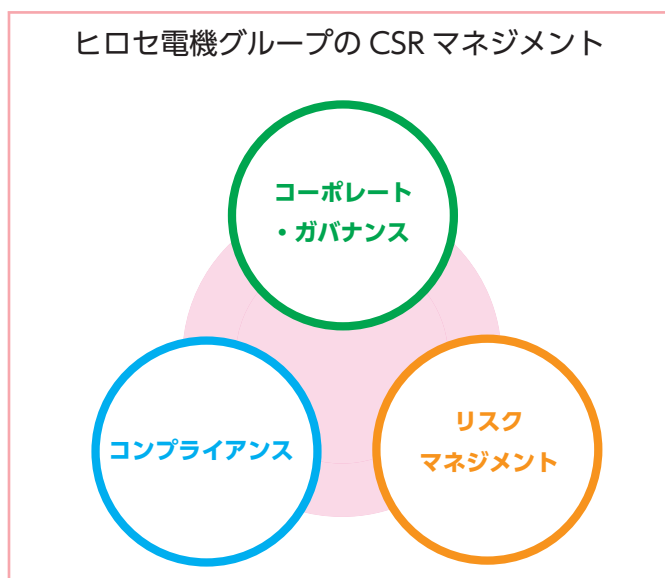 ヒロセ電機グループの CSR マネジメント
コーポレート
・ガバナンス
コンプライアンス
リスク
マネジメント